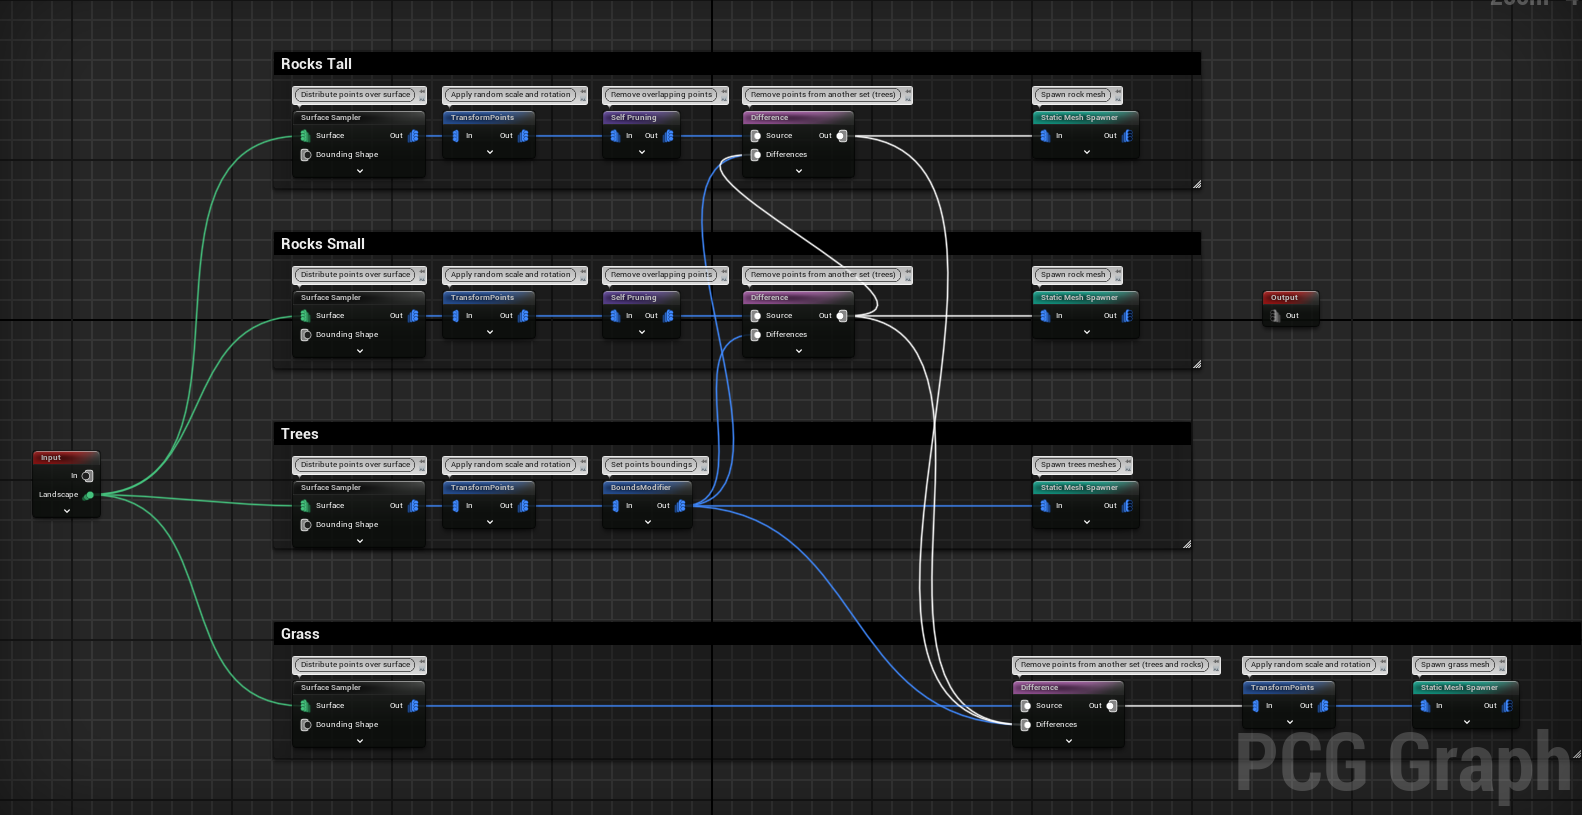 Rocks Tall
Distribute points over surface
Apply random scale and rotation
Remove overlapping points
Remove points from another set (trees)
Spawn rock mesh
Surface Sampler
TransformPoints
Self Pruning
Difference
Static Mesh Spawner
Surface Out
In Out
In Out
Source Out
In Out
Bounding Shape
Differences
Rocks Small
Distribute points over surface
Apply random scale and rotation
Remove overlapping points
Remove points from another set (trees)
Spawn rock mesh
Surface Sampler
TransformPoints
Self Pruning
Difference
Static Mesh Spawner
Output
Surface Out
In Out
In Out
Source Out
In Out
Out
Bounding Shape
Differences
Trees
Input
In
Landscape
Distribute points over surface
Apply random scale and rotation
Set points boundings
Spawn trees meshes
Surface Sampler
TransformPoints
BoundsModifier
Static Mesh Spawner
Surface Out
In Out
In Out
In Out
Bounding Shape
Grass
Distribute points over surface
Remove points from another set (trees and rocks)
Apply random scale and rotation
Spawn grass mesh
Surface Sampler
Difference
TransformPoints
Static Mesh Spawner
Surface Out
Source Out
In Out
In Out
Bounding Shape
Differences
PCG Graph